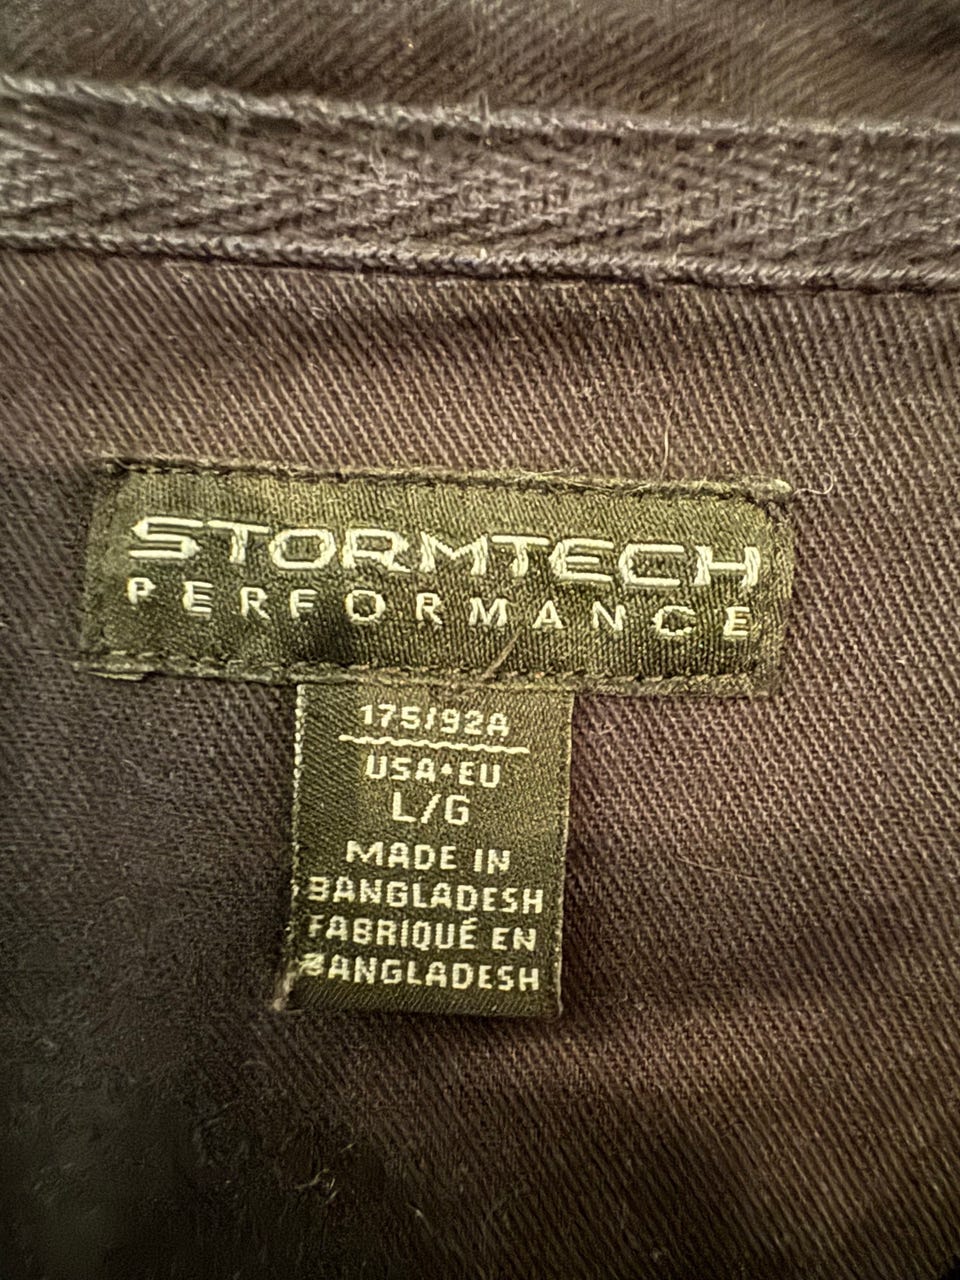 STORMTECH
PERFORMANCE
175/92A
USA•EU
L/G
MADE IN
BANGLADESH
FABRIQUÉ EN
BANGLADESH